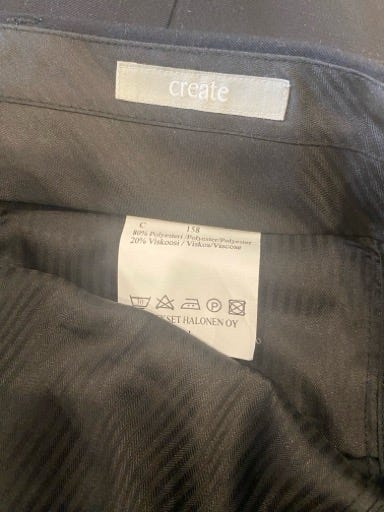 create
C 158
80% Polyesteri /Polyester/Polyester
20% Viskoosi / Viskos/Viscose
P
SET HALONEN OY